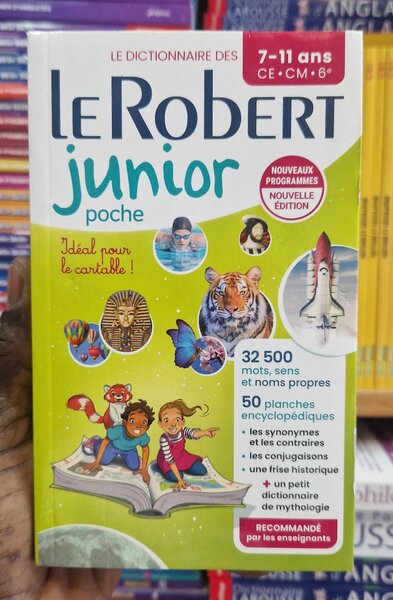 LE DICTIONNAIRE DES
7-11 ans
CE • CM • 6e
LE ROBERT
junior
poche
NOUVEAUX
PROGRAMMES
NOUVELLE
ÉDITION
Idéal pour
le cartable !
32 500
mots, sens
et noms propres
50 planches
encyclopédiques
• les synonymes
et les contraires
• les conjugaisons
• une frise historique
+ un petit
dictionnaire
de mythologie
RECOMMANDÉ
par les enseignants
ANGLA